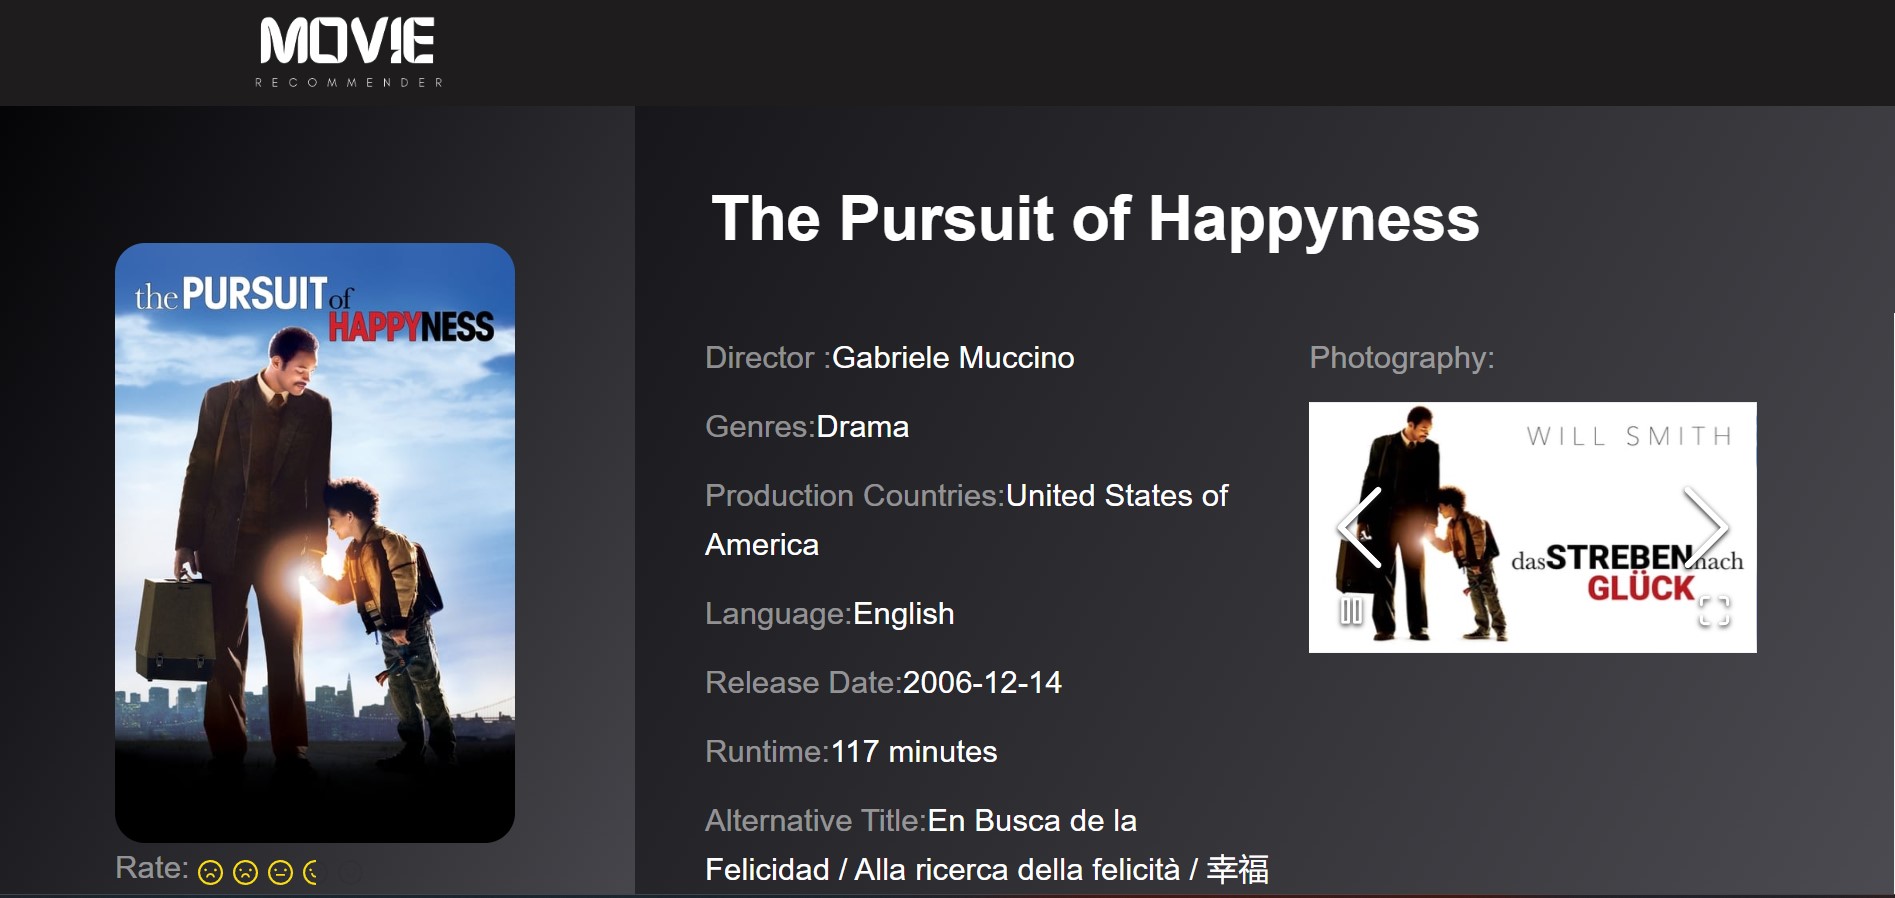 MOVIE
RECOMMENDER
The Pursuit of Happyness
the PURSUIT of
HAPPYNESS
Rate:
Director :Gabriele Muccino
Genres:Drama
Production Countries:United States of
America
Language:English
Release Date:2006-12-14
Runtime:117 minutes
Alternative Title:En Busca de la
Felicidad / Alla ricerca della felicità / 幸福
Photography:
WILL SMITH
das STREBEN nach
GLÜCK